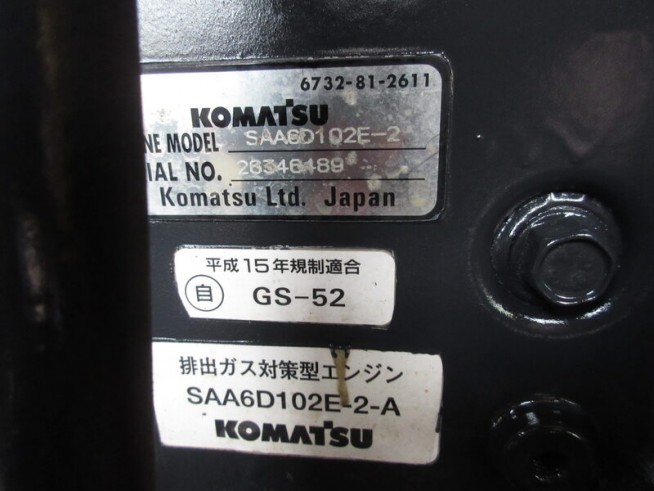 6732-81-2611
KOMATSU
NE MODEL SAA6D102E-2
IAL NO. 26346489
Komatsu Ltd. Japan
平成15年規制適合
自 GS-52
排出ガス対策型エンジン
SAA6D102E-2-A
KOMATSU